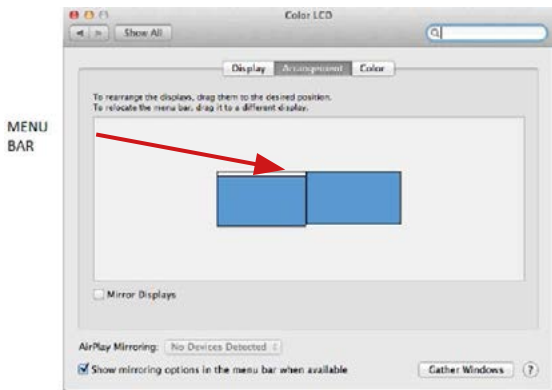 Color LCD
Show All
Display Arrangement Color
To rearrange the displays, drag them to the desired position.
To relocate the menu bar, drag it to a different display.
MENU
BAR
Mirror Displays
AirPlay Mirroring: No Devices Detected
Show mirroring options in the menu bar when available
Gather Windows ?